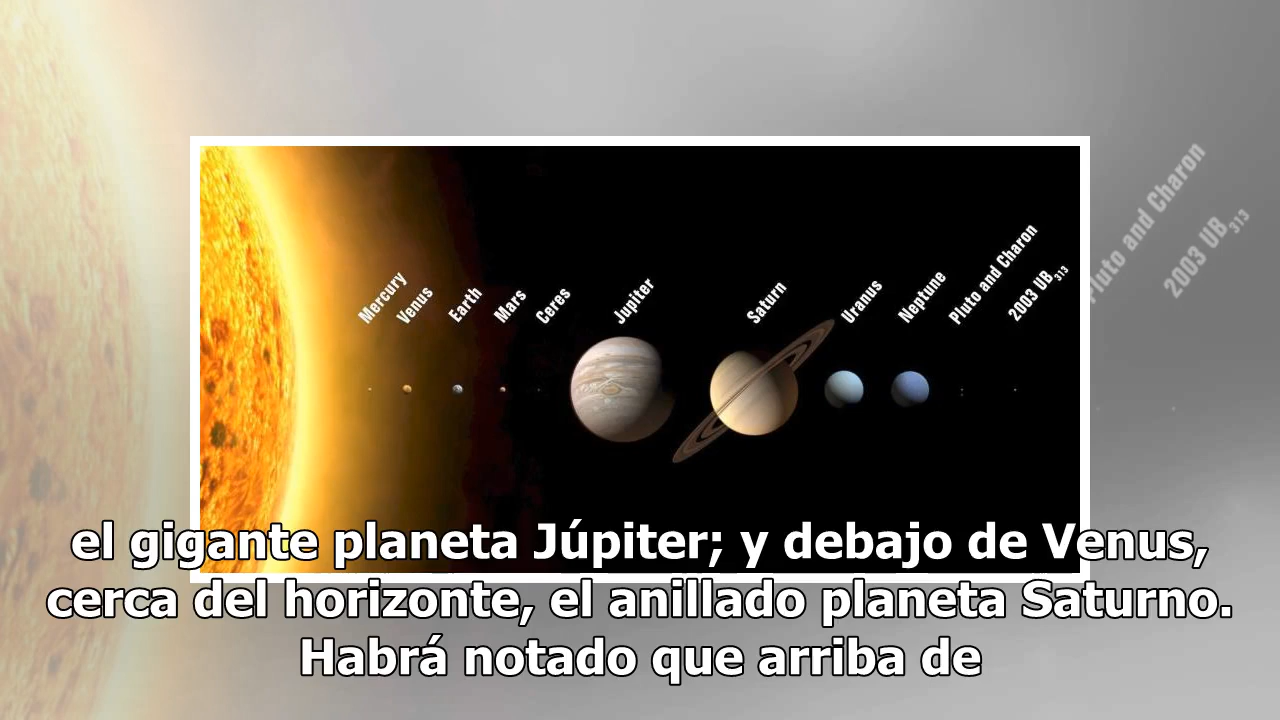 Mercury
Venus
Earth
Mars
Ceres
Jupiter
Saturn
Uranus
Neptune
Pluto and Charon
2003 UB313
Pluto and Charon
2003 UB313
el gigante planeta Júpiter; y debajo de Venus,
cerca del horizonte, el anillado planeta Saturno.
Habrá notado que arriba de